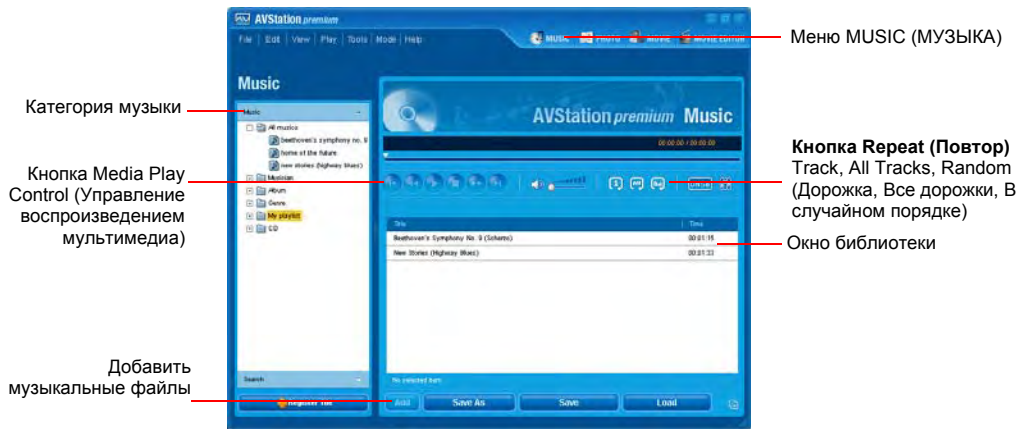 AVStation premium
File Edit View Play Tools Mode Help
MUSIC PHOTO MOVIE MOVIE EDITOR
Меню MUSIC (МУЗЫКА)
Music
Категория музыки
Music
All musics
beethoven's symphony no. 9
home of the future
new stories (highway blues)
Musician
Album
Genre
My playlist
CD
AVStation premium Music
00:00:00 / 00:00:00
Кнопка Media Play
Control (Управление
воспроизведением
мультимедиа)
Кнопка Repeat (Повтор)
Track, All Tracks, Random
(Дорожка, Все дорожки, В
случайном порядке)
Окно библиотеки
Title Time
Beethoven's Symphony No. 9 (Scherzo) 00:01:15
New Stories (Highway Blues) 00:01:33
Добавить
музыкальные файлы
Search
No selected item
Register File
Add Save As Save Load